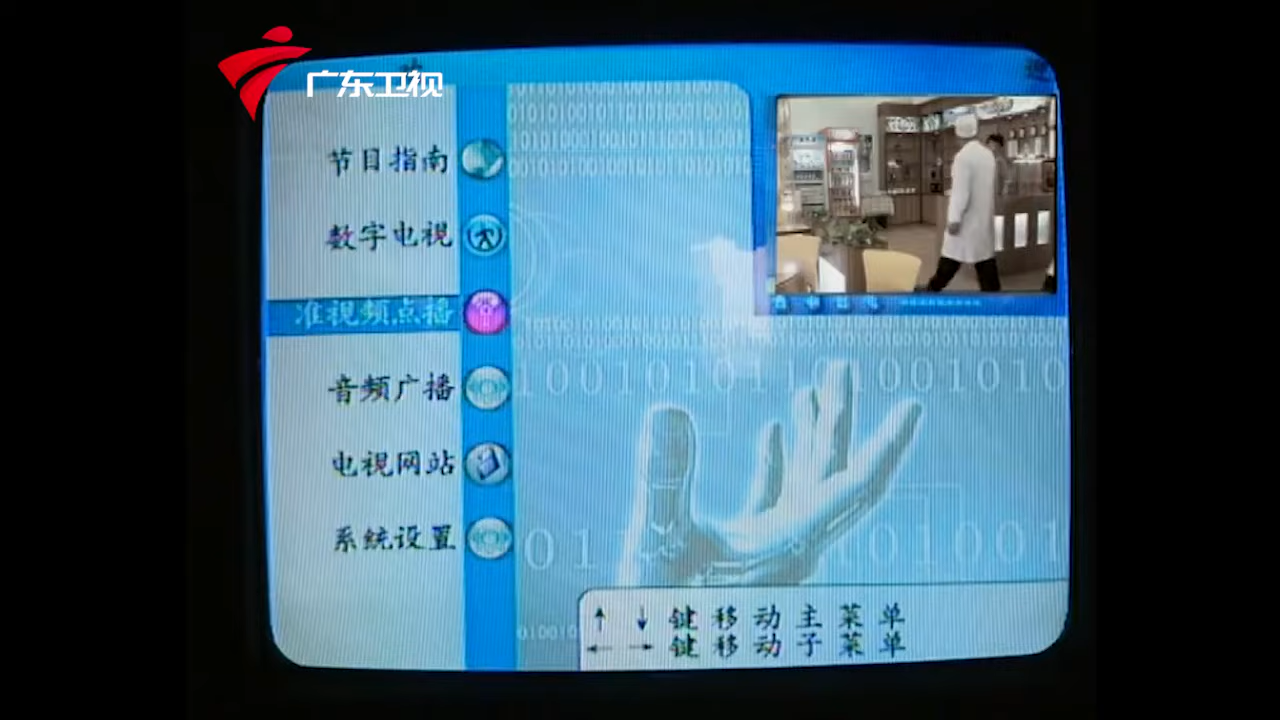 广东卫视
节目指南
数字电视
准视频点播
音频广播
电视网站
系统设置
↑ ↓ 键移动主菜单
← → 键移动子菜单